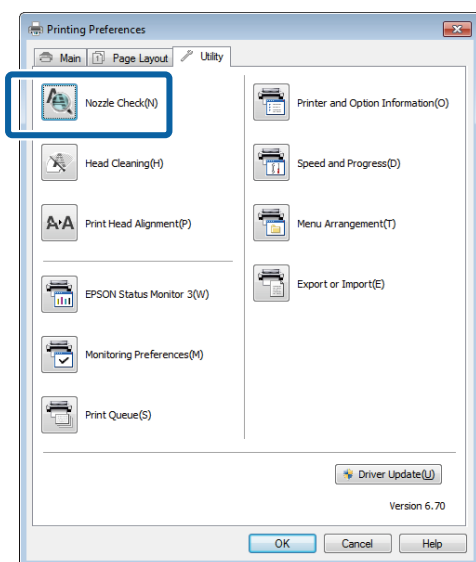 Printing Preferences
Main
Page Layout
Utility
Nozzle Check(N)
Head Cleaning(H)
Print Head Alignment(P)
EPSON Status Monitor 3(W)
Monitoring Preferences(M)
Print Queue(S)
Printer and Option Information(O)
Speed and Progress(D)
Menu Arrangement(T)
Export or Import(E)
Driver Update(U)
Version 6.70
OK
Cancel
Help